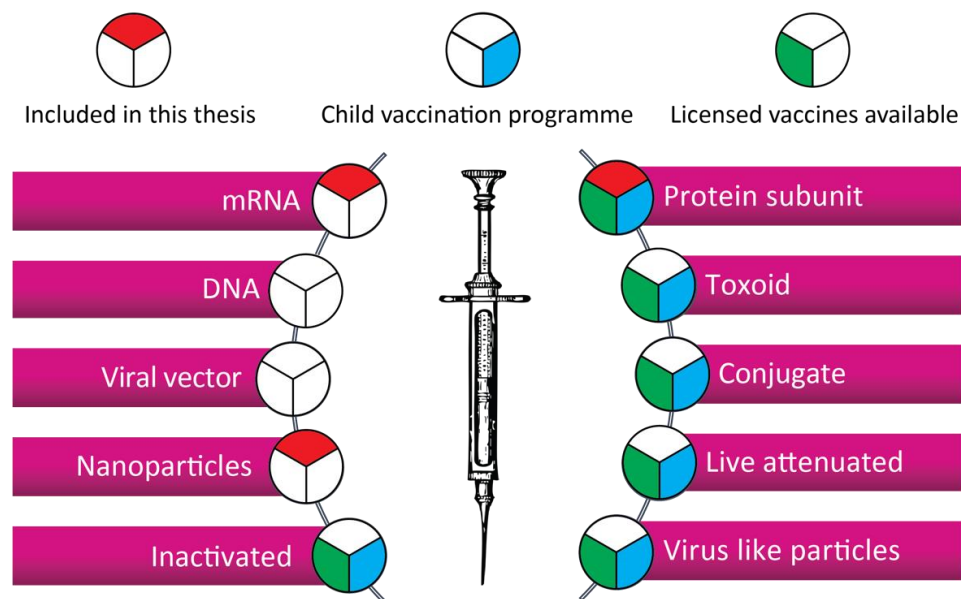 Included in this thesis
Child vaccination programme
Licensed vaccines available
mRNA
DNA
Viral vector
Nanoparticles
Inactivated
Protein subunit
Toxoid
Conjugate
Live attenuated
Virus like particles